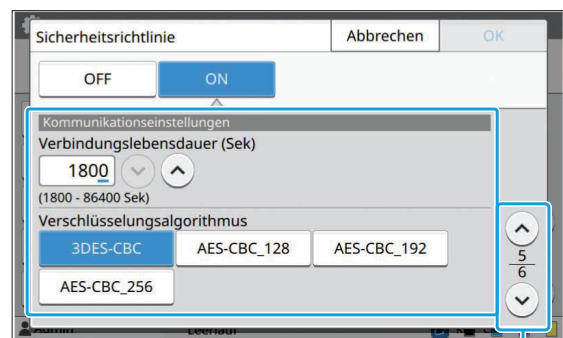 Sicherheitsrichtlinie Abbrechen OK
OFF ON
Kommunikationseinstellungen
Verbindungslebensdauer (Sek)
1800
(1800 - 86400 Sek)
Verschlüsselungsalgorithmus
3DES-CBC AES-CBC_128 AES-CBC_192
5
6
AES-CBC_256
Admin Leerlauf